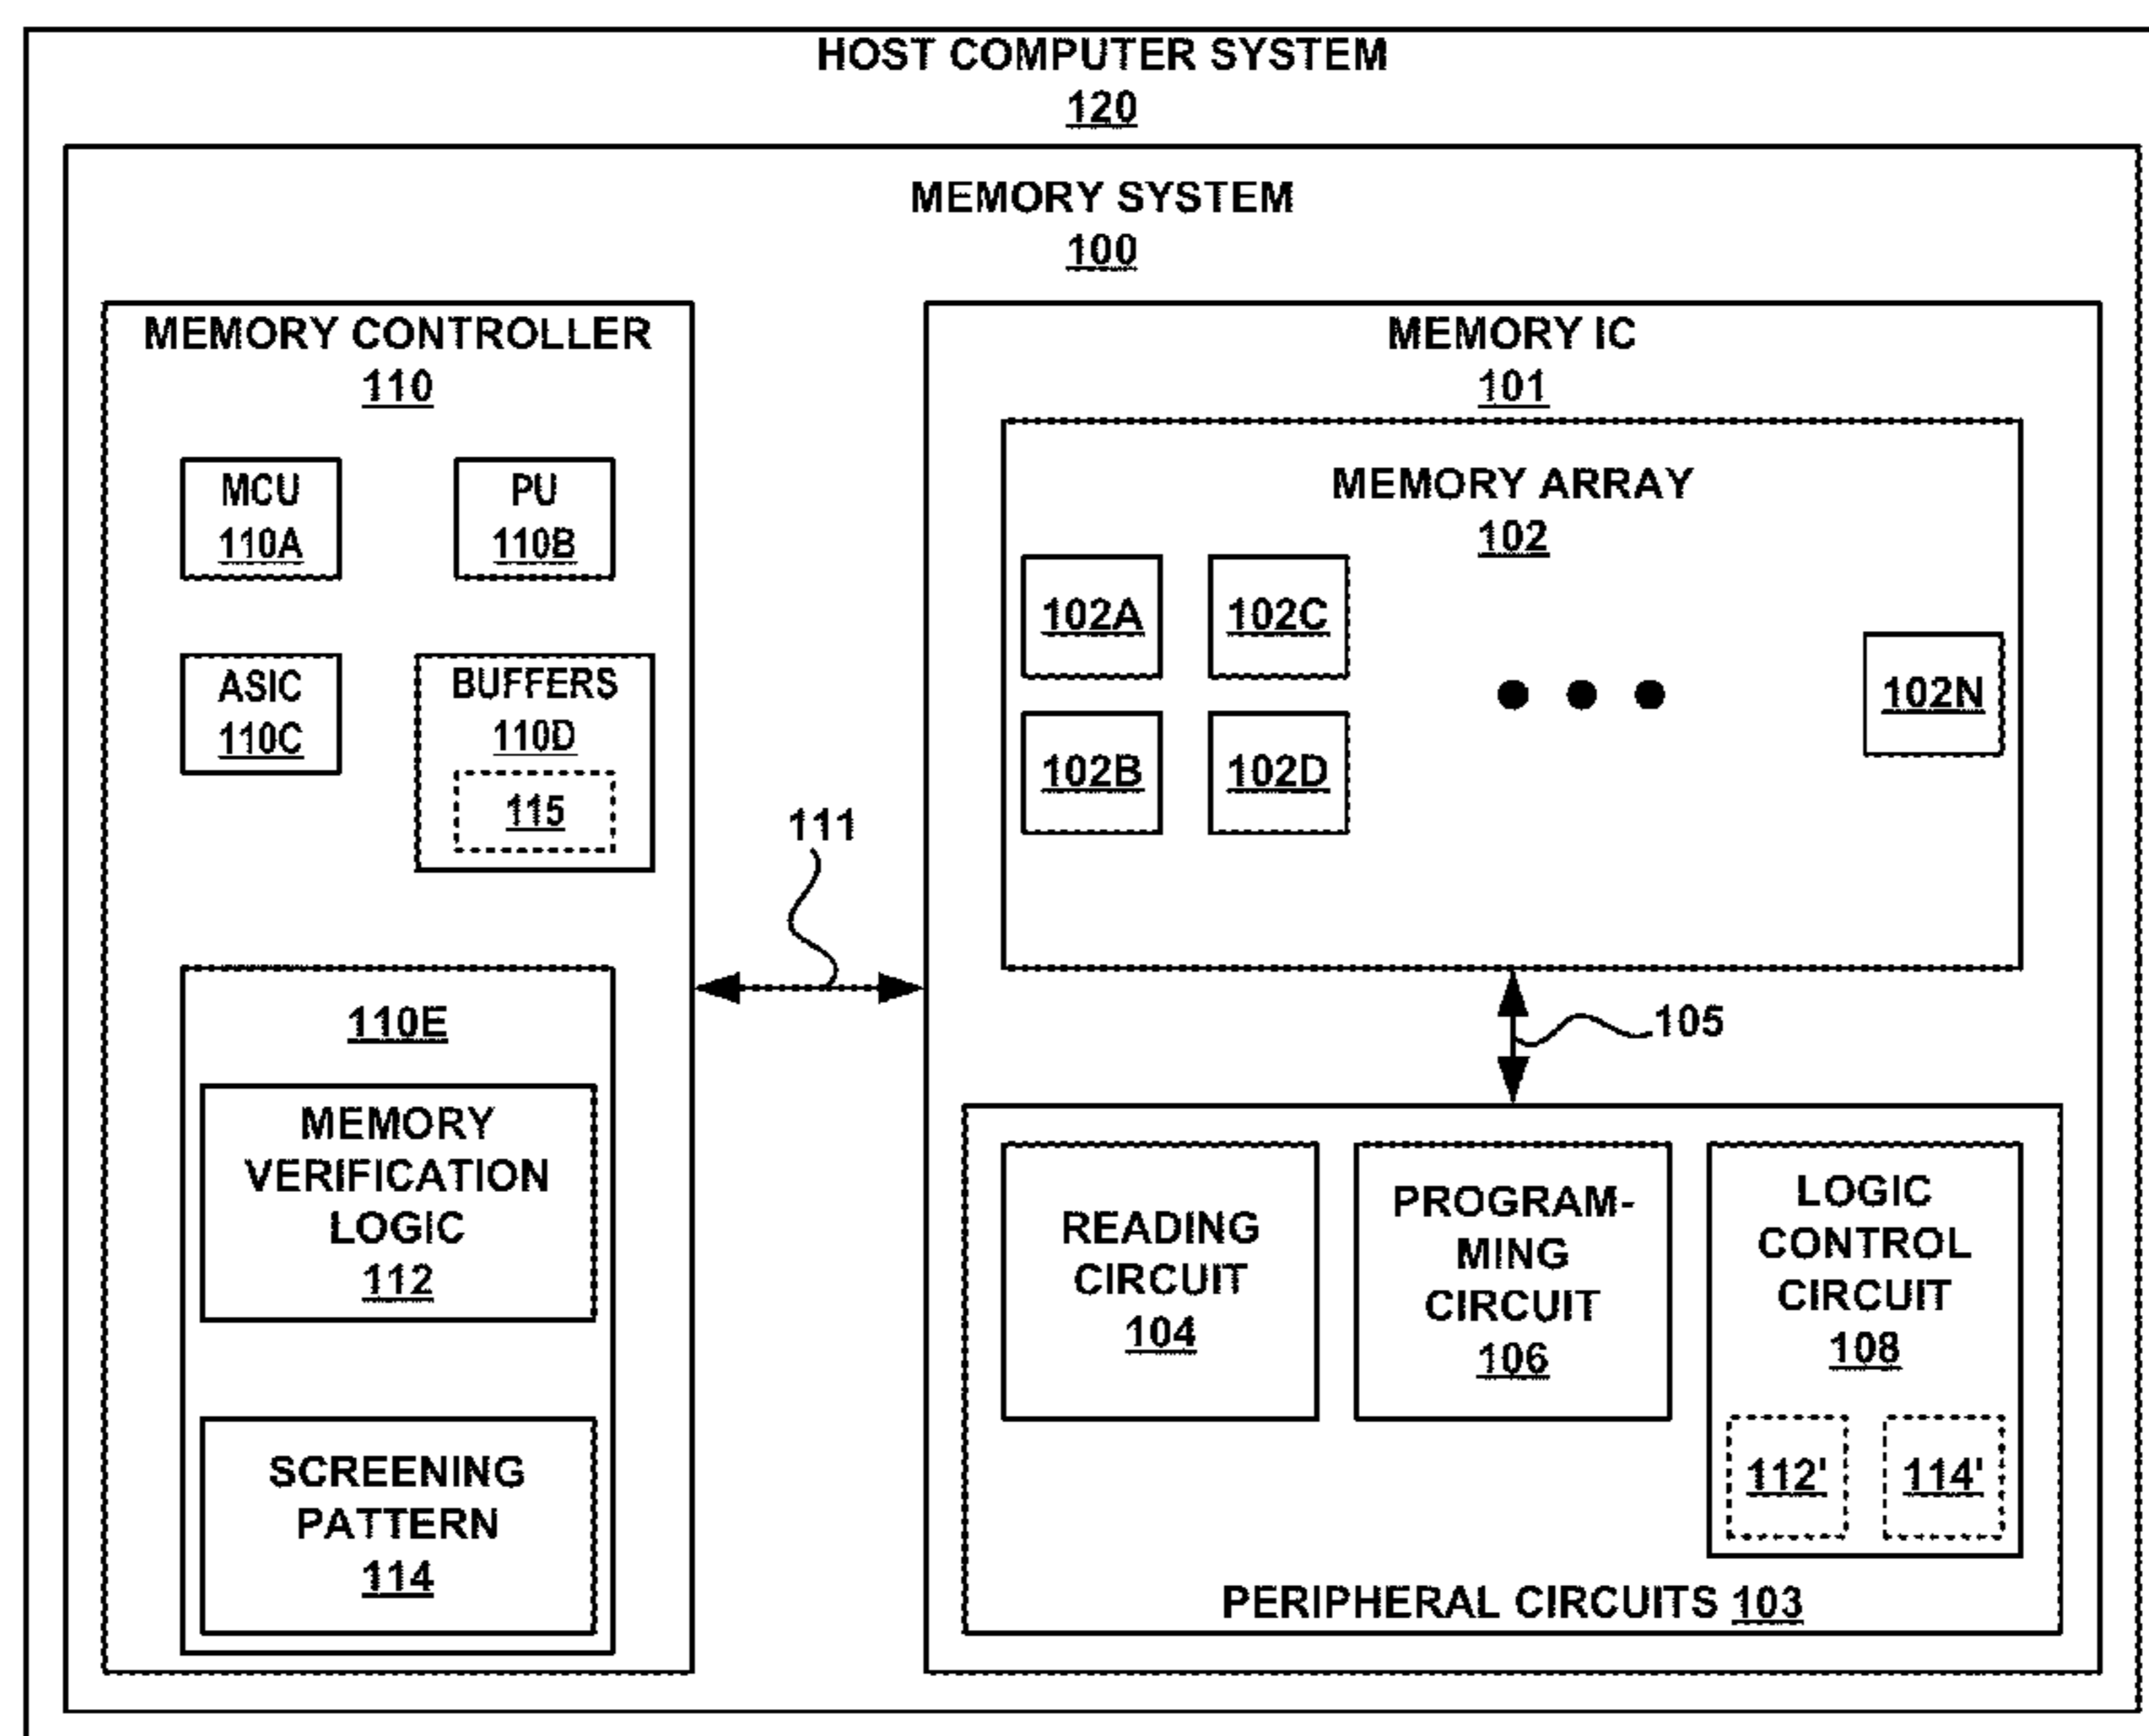 HOST COMPUTER SYSTEM
120
MEMORY SYSTEM
100
MEMORY CONTROLLER
110
MCU
110A
PU
110B
ASIC
110C
BUFFERS
110D
115
110E
MEMORY
VERIFICATION
LOGIC
112
SCREENING
PATTERN
114
111
MEMORY IC
101
MEMORY ARRAY
102
102A
102C
102B
102D
102N
105
READING
CIRCUIT
104
PROGRAM-
MING
CIRCUIT
106
LOGIC
CONTROL
CIRCUIT
108
112'
114'
PERIPHERAL CIRCUITS 103